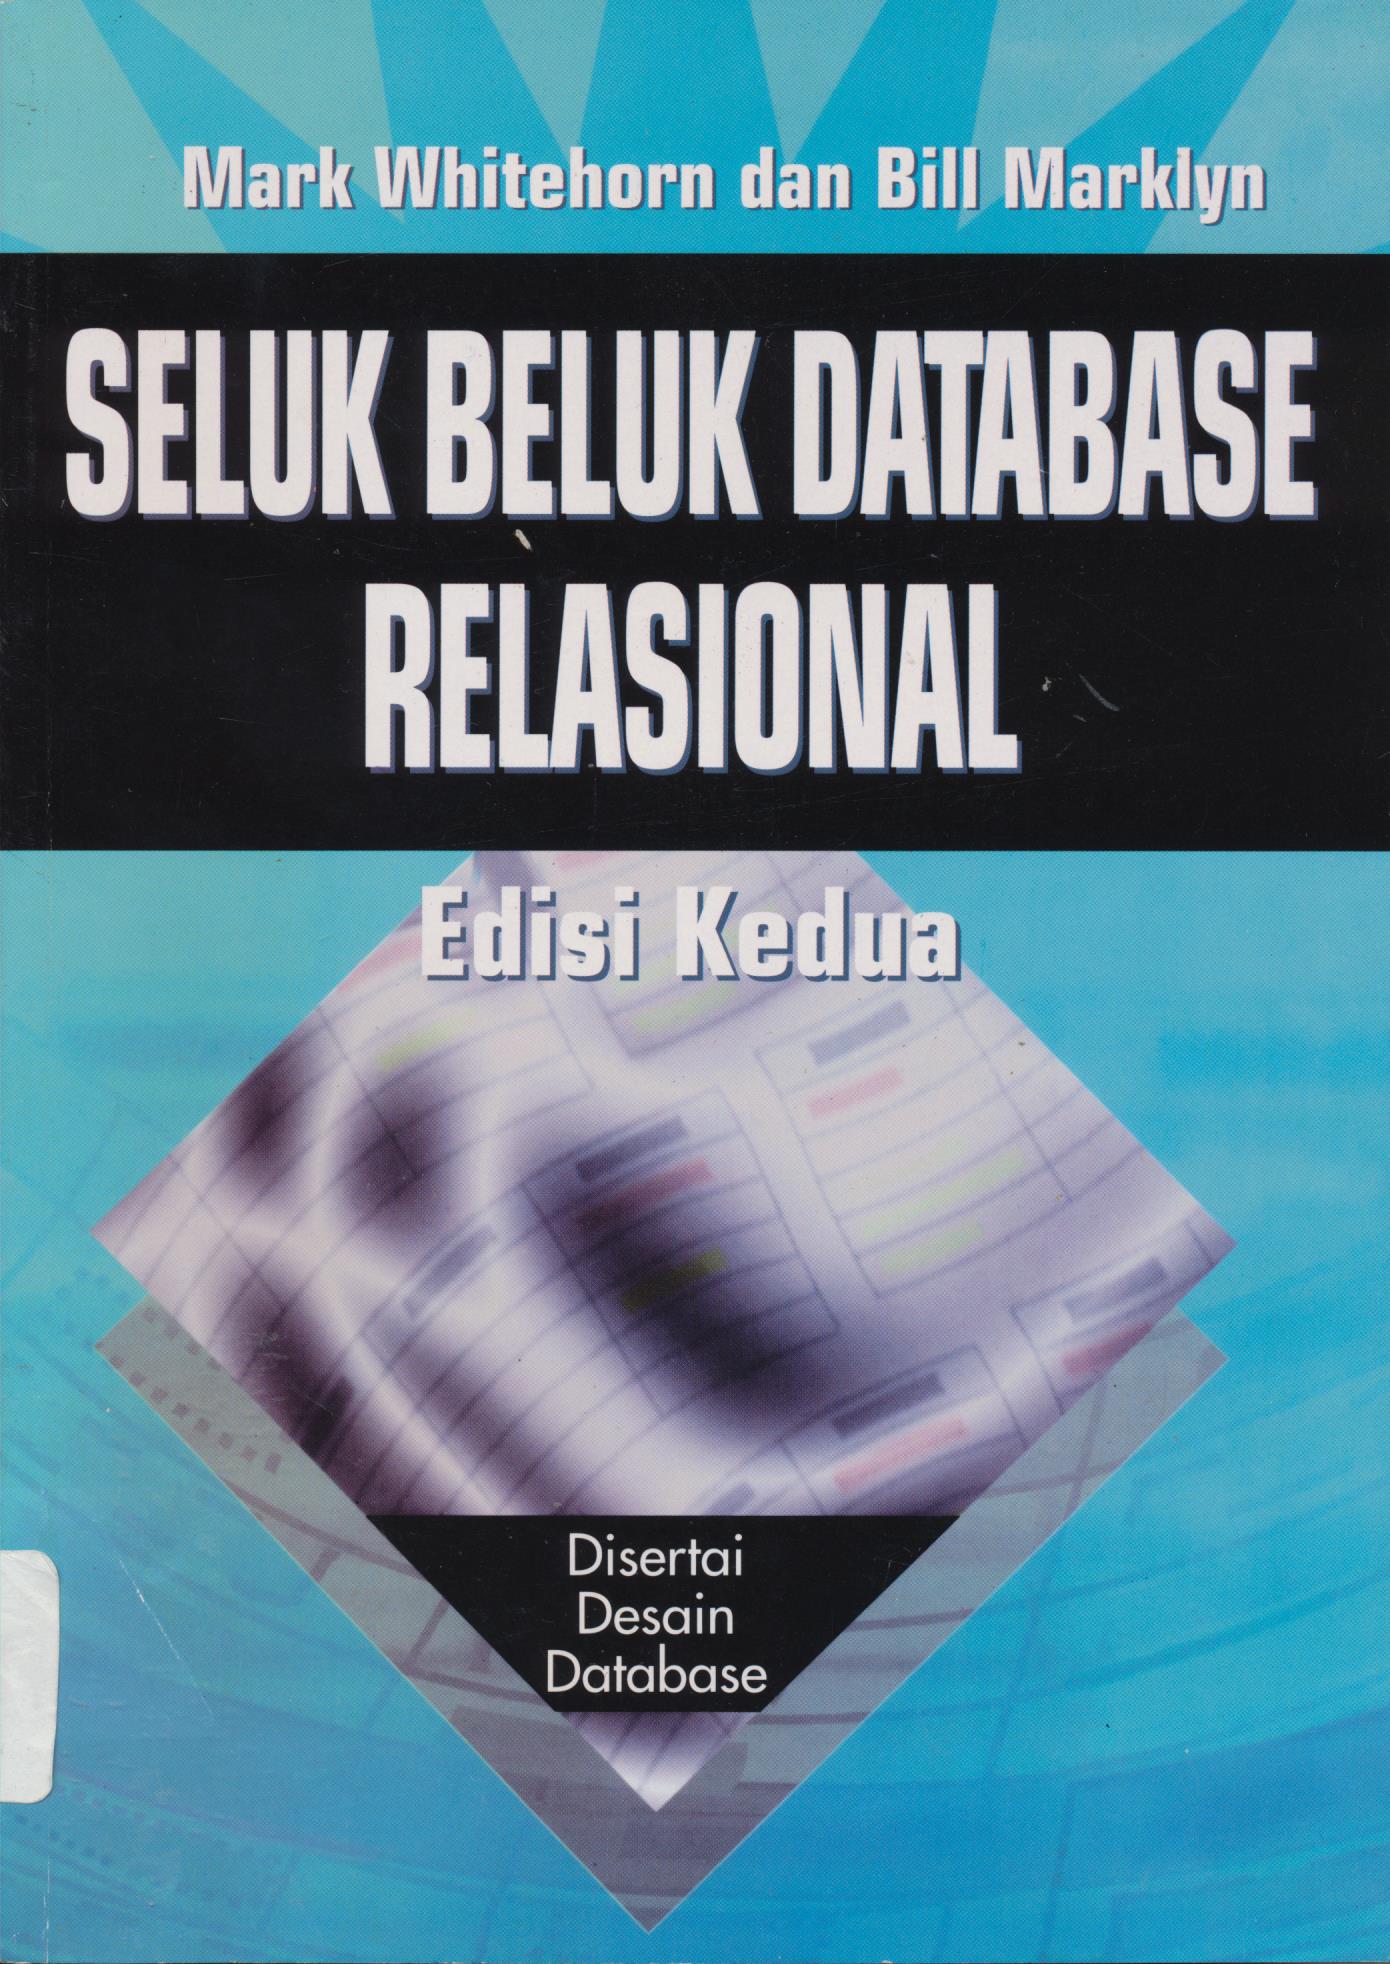 Mark Whitehorn dan Bill Marklyn
SELUK BELUK DATABASE
RELASIONAL
Edisi Kedua
Disertai
Desain
Database